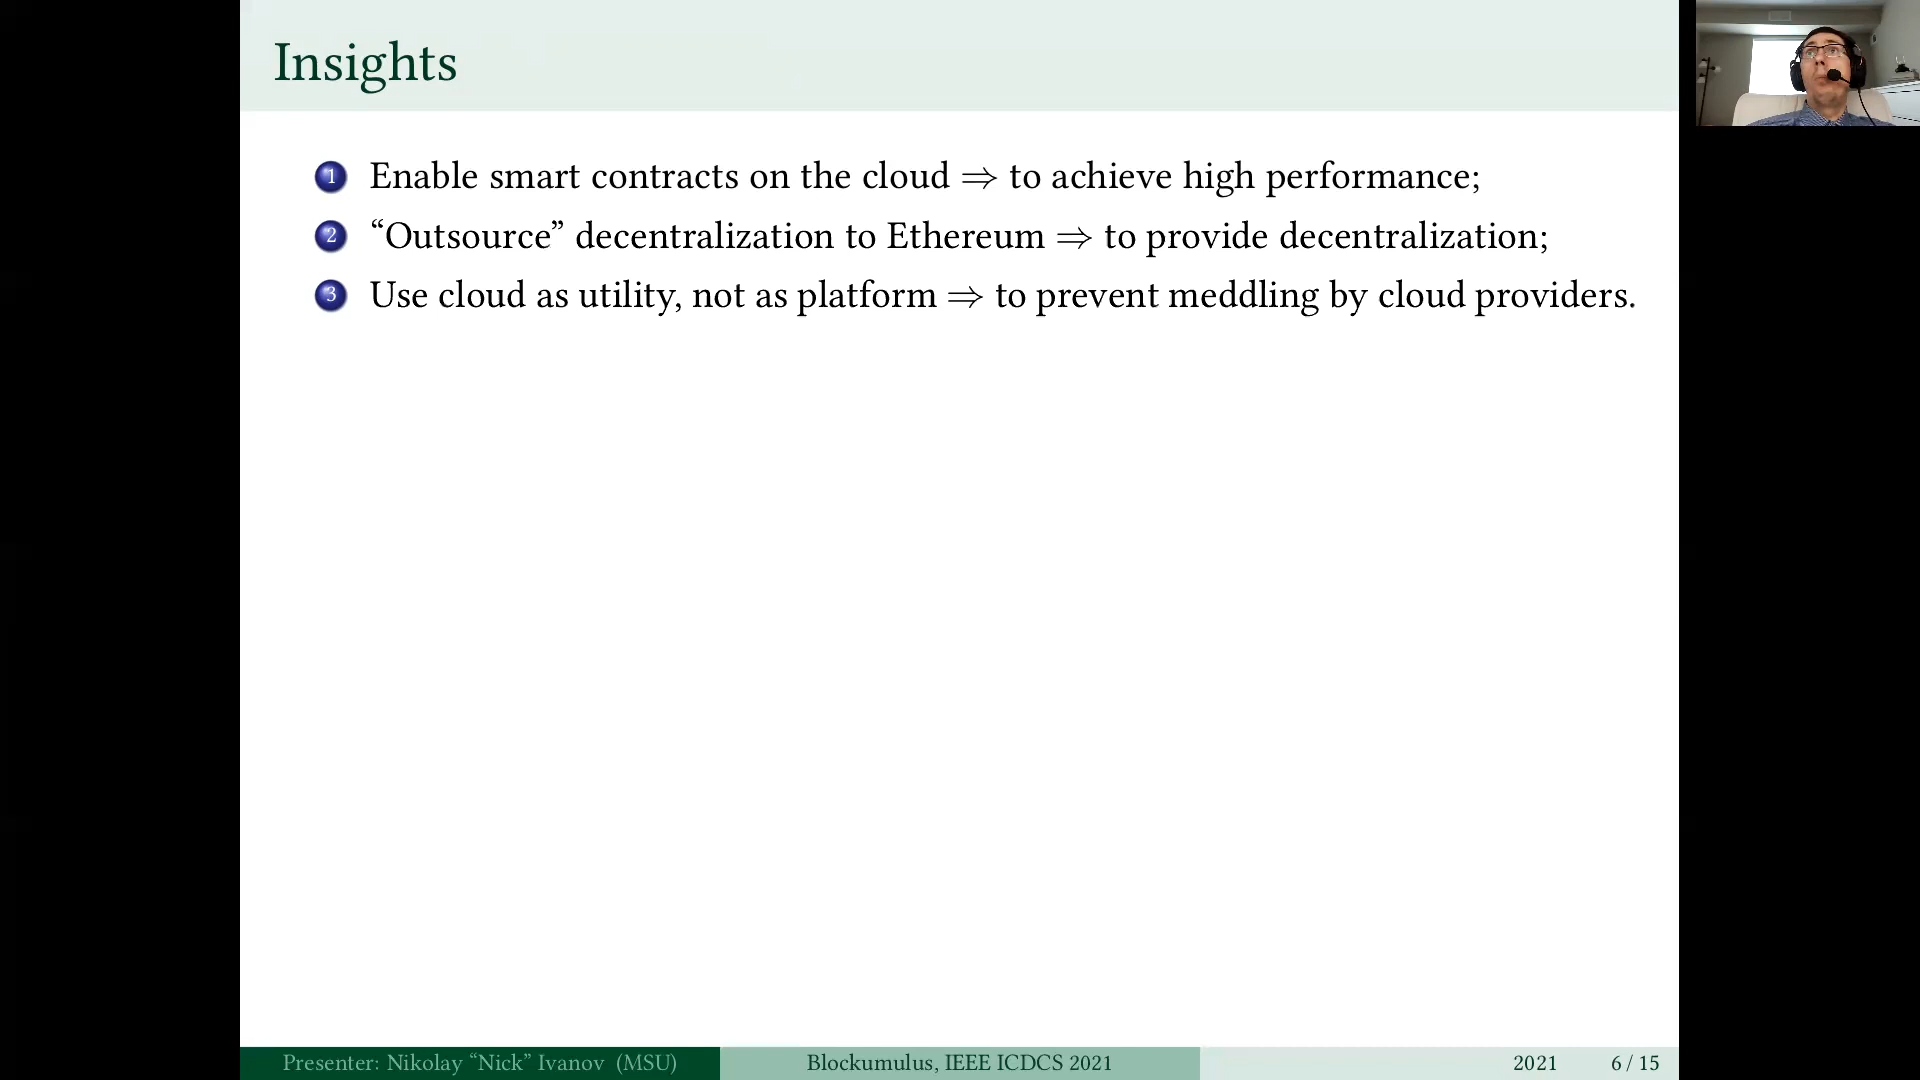 Insights
1 Enable smart contracts on the cloud ⇒ to achieve high performance;
2 “Outsource” decentralization to Ethereum ⇒ to provide decentralization;
3 Use cloud as utility, not as platform ⇒ to prevent meddling by cloud providers.
Presenter: Nikolay “Nick” Ivanov (MSU) Blockumulus, IEEE ICDCS 2021 2021 6 / 15